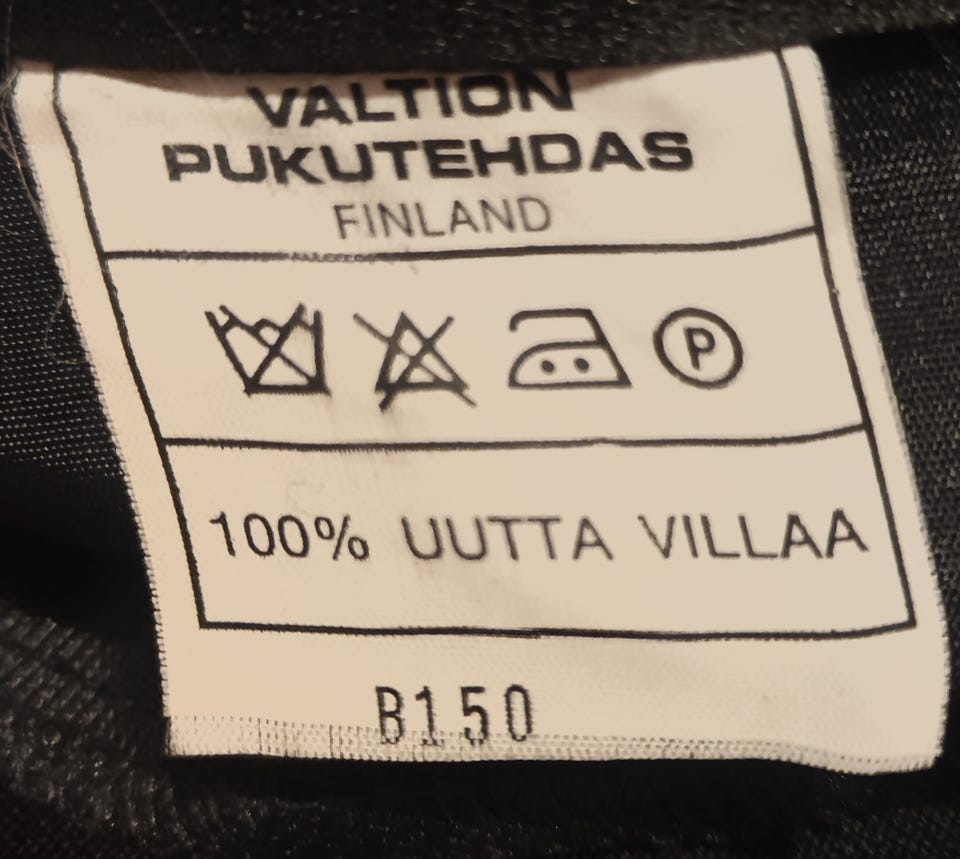 VALTION
PUKUTEHDAS
FINLAND
P
100% UUTTA VILLAA
B150